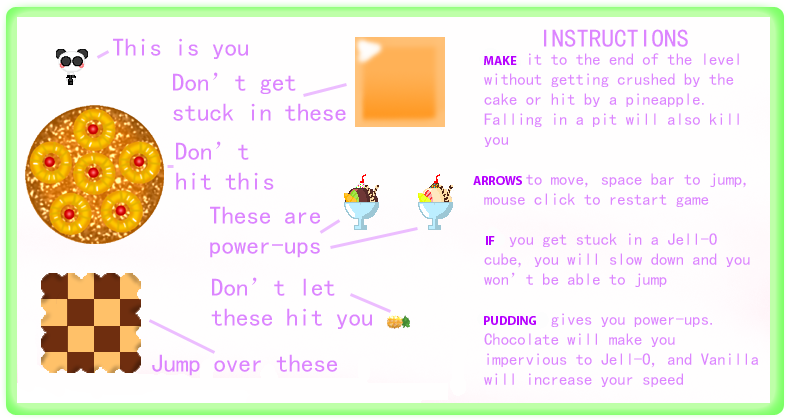 This is you
Don't get
stuck in these
Don't
hit this
These are
power-ups
Don't let
these hit you
Jump over these
INSTRUCTIONS
MAKE it to the end of the level
without getting crushed by the
cake or hit by a pineapple.
Falling in a pit will also kill
you
ARROWS to move, space bar to jump,
mouse click to restart game
IF you get stuck in a Jell-O
cube, you will slow down and you
won't be able to jump
PUDDING gives you power-ups.
Chocolate will make you
impervious to Jell-O, and Vanilla
will increase your speed